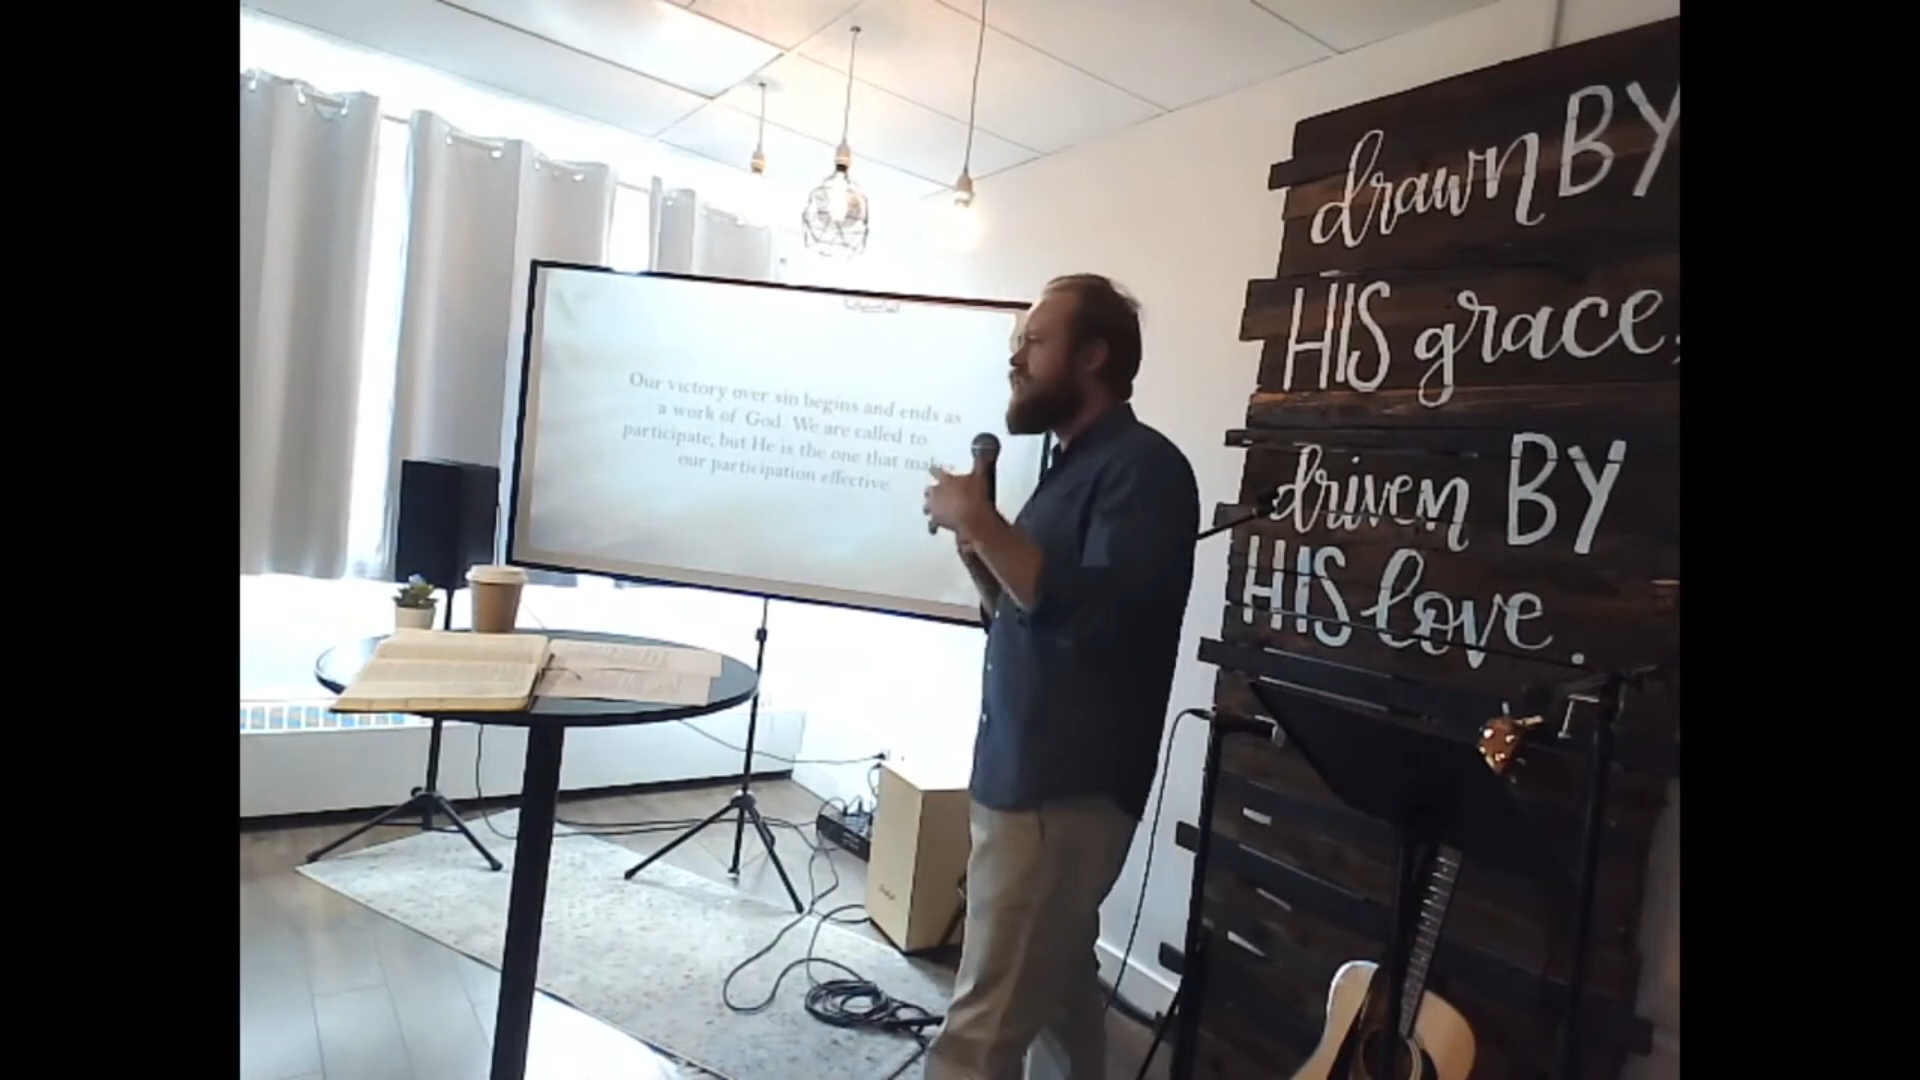 Our victory over sin begins and ends as
a work of God. We are called to
participate, but He is the one that makes
our participation effective.
drawn BY
HIS grace,
driven BY
HIS love.